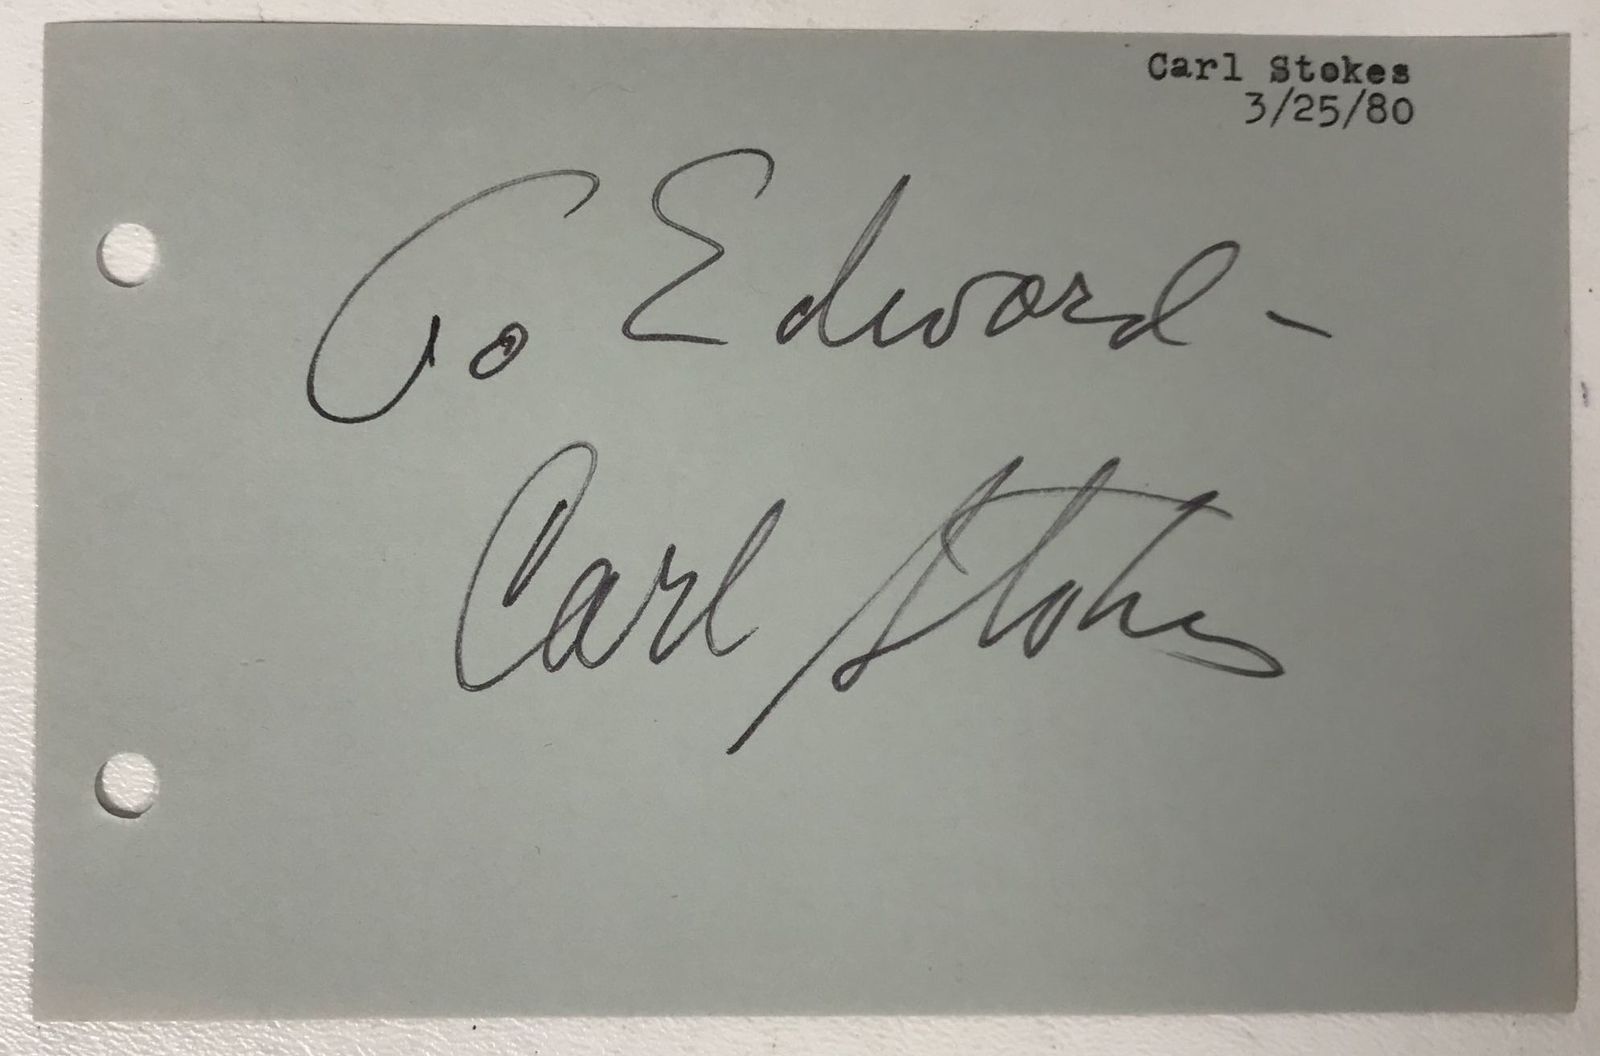 Carl Stokes
3/25/80
To Edward -
Carl Stokes